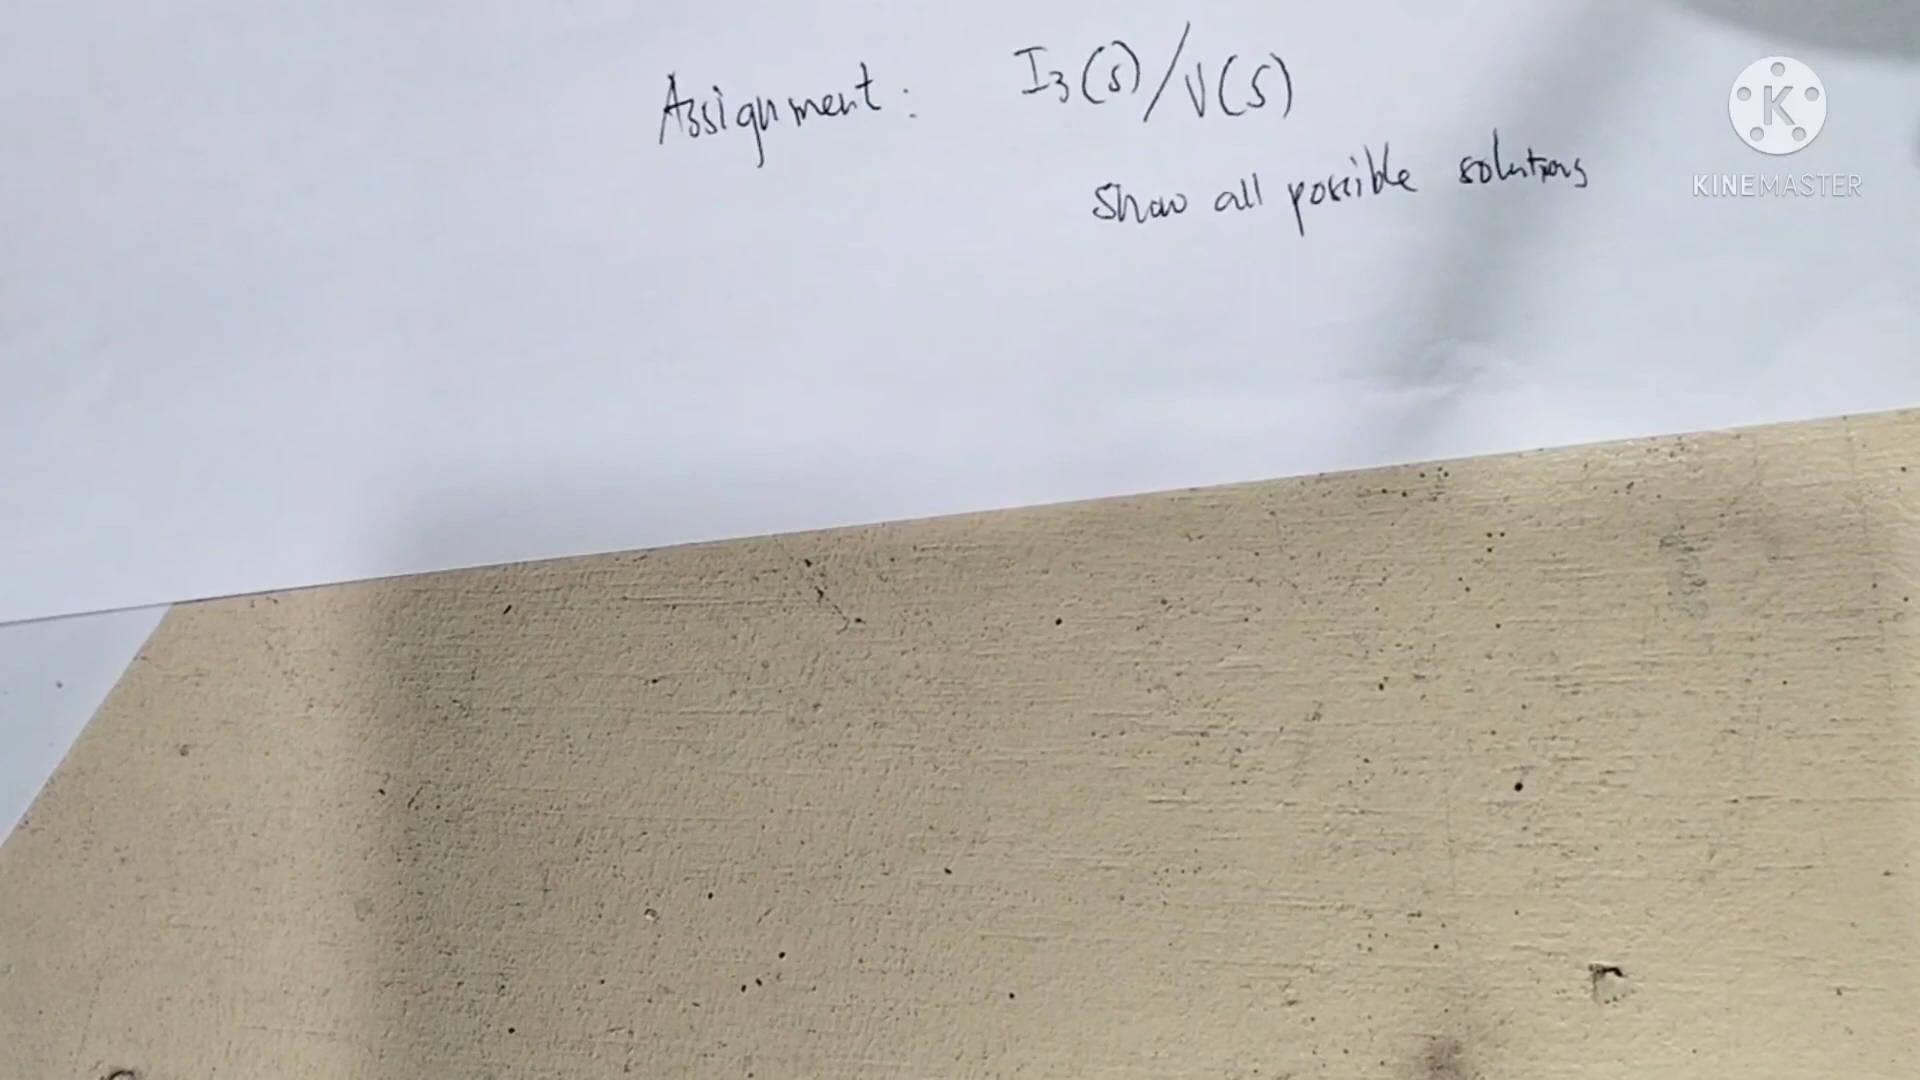 Assignment: I₃(s)/V(s)
Show all possible solutions
K
KINEMASTER